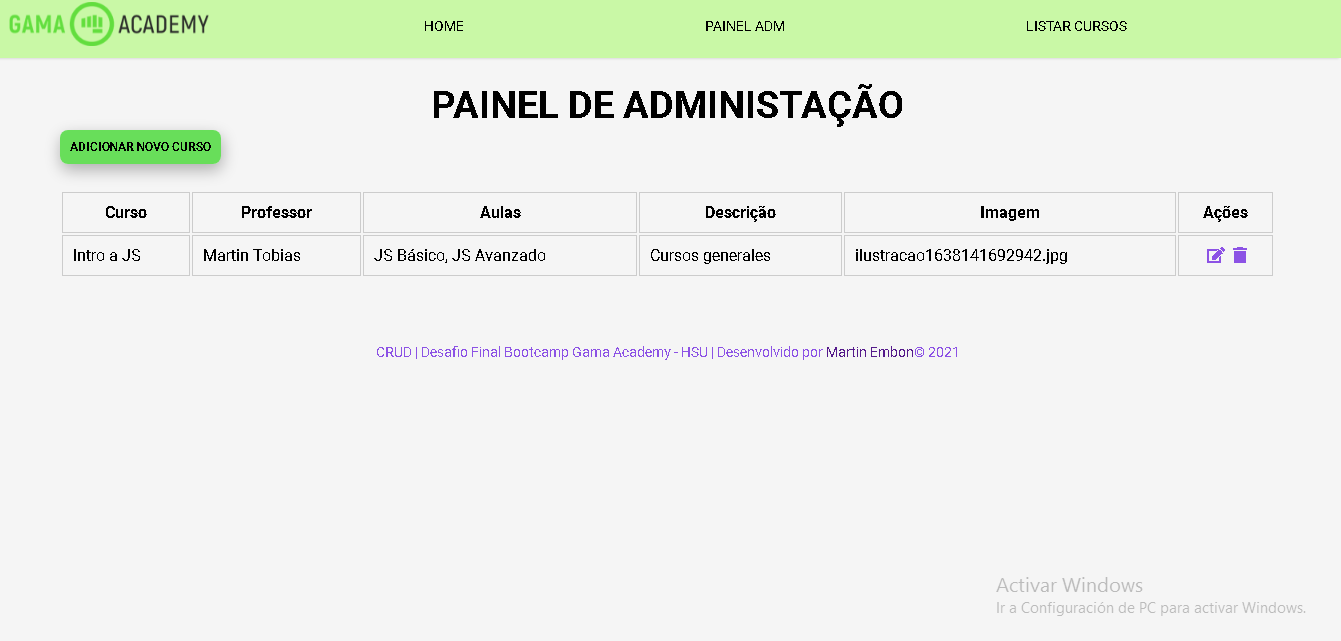 GAMA ACADEMY HOME PAINEL ADM LISTAR CURSOS
PAINEL DE ADMINISTAÇÃO
ADICIONAR NOVO CURSO
Curso Professor Aulas Descrição Imagem Ações
Intro a JS Martin Tobias JS Básico, JS Avanzado Cursos generales ilustracao1638141692942.jpg
CRUD | Desafio Final Bootcamp Gama Academy - HSU | Desenvolvido por Martin Embon© 2021
Activar Windows
Ir a Configuración de PC para activar Windows.